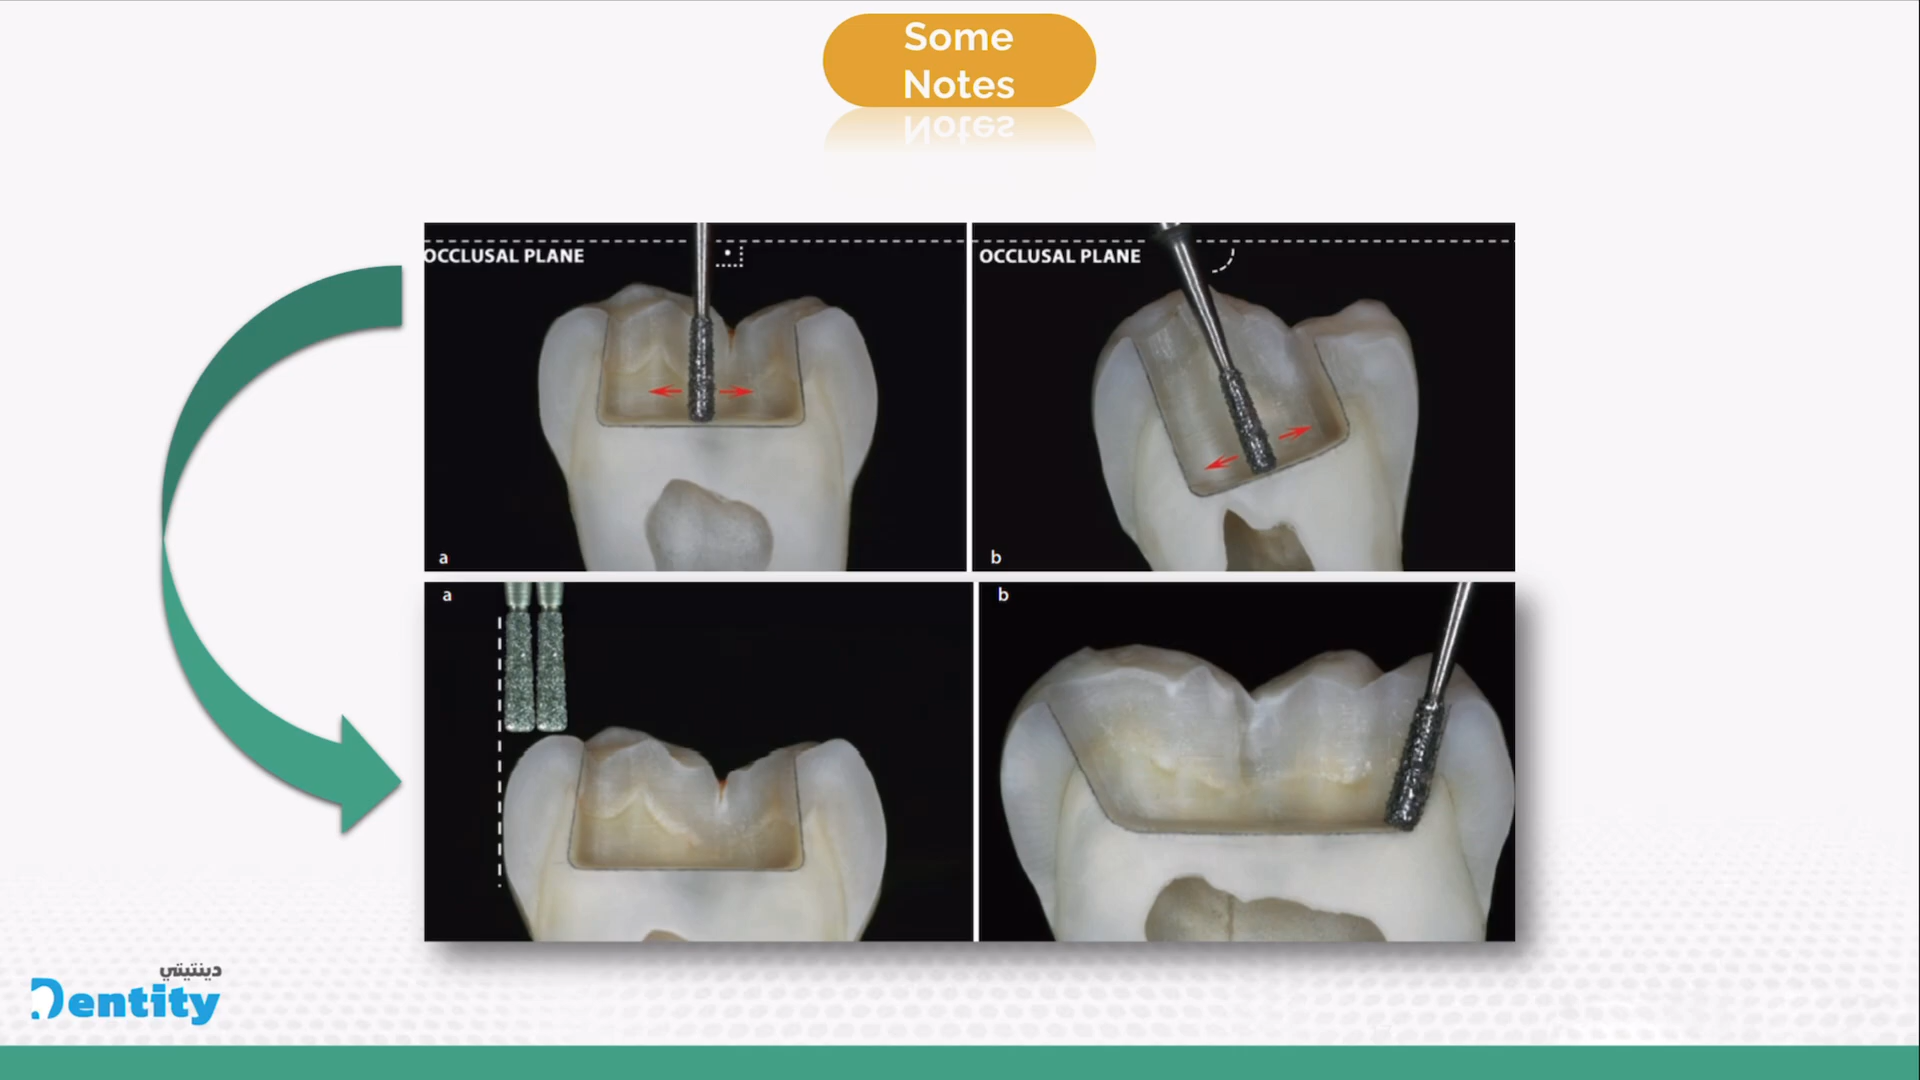 Some
Notes
OCCLUSAL PLANE
OCCLUSAL PLANE
a
b
a
b
دينتيتي
Dentity